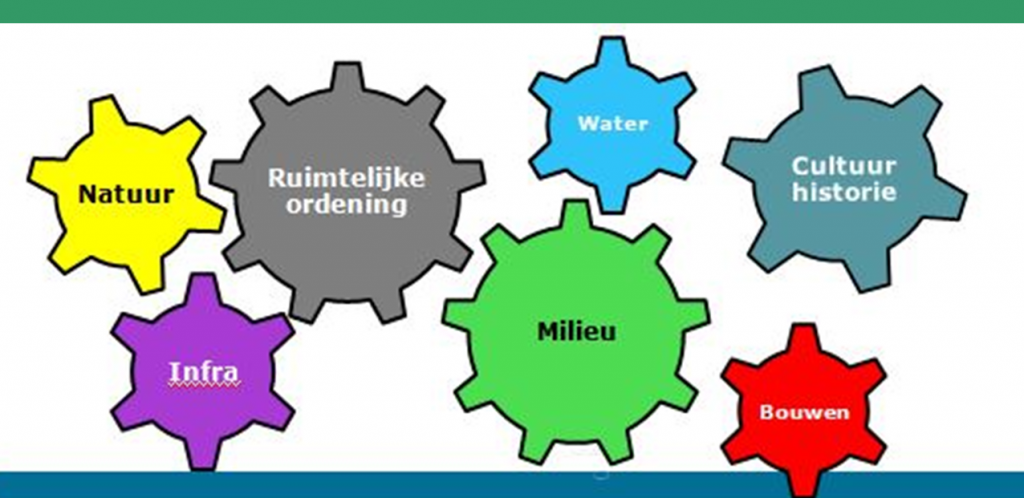 Natuur
Ruimtelijke
ordening
Water
Cultuur
historie
Infra
Milieu
Bouwen